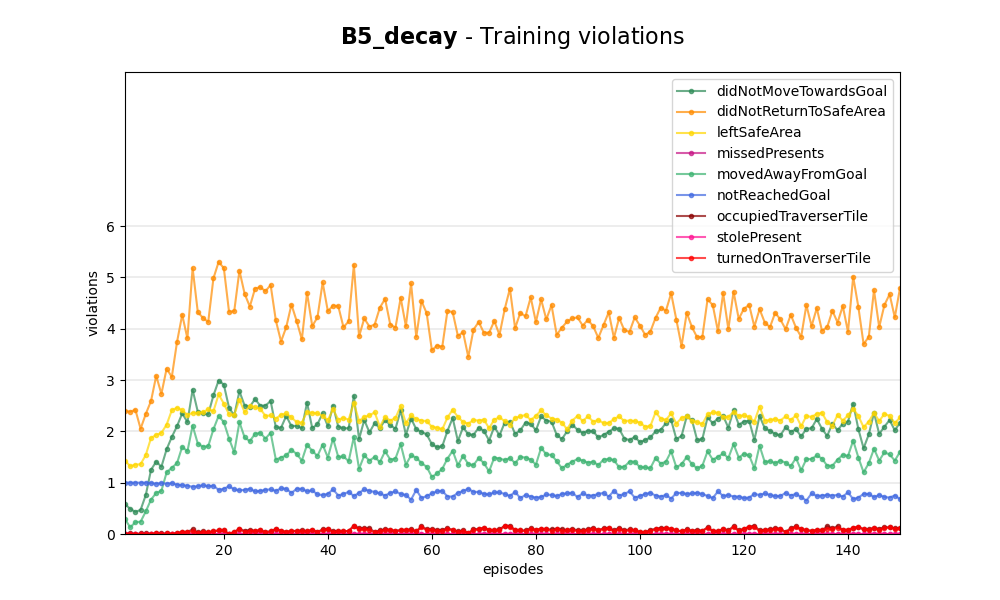 B5_decay - Training violations
didNotMoveTowardsGoal
didNotReturnToSafeArea
leftSafeArea
missedPresents
movedAwayFromGoal
notReachedGoal
occupiedTraverserTile
stolePresent
turnedOnTraverserTile
violations
6
5
4
3
2
1
0
20 40 60 80 100 120 140
episodes